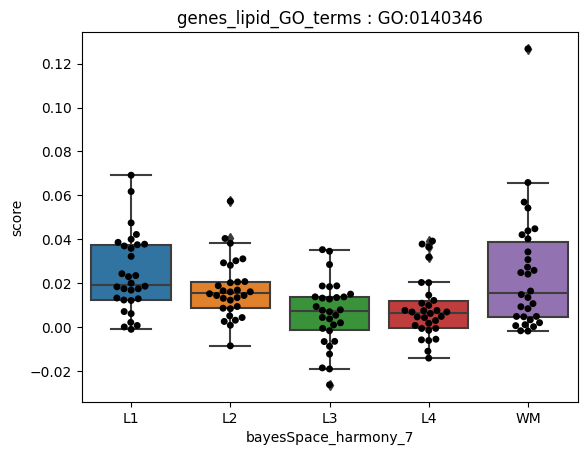 genes_lipid_GO_terms : GO:0140346
0.12
0.10
0.08
0.06
0.04
0.02
0.00
−0.02
score
L1 L2 L3 L4 WM
bayesSpace_harmony_7